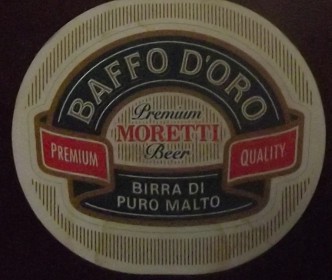 BAFFO D'ORO
Premium
MORETTI
Beer
PREMIUM
QUALITY
BIRRA DI
PURO MALTO